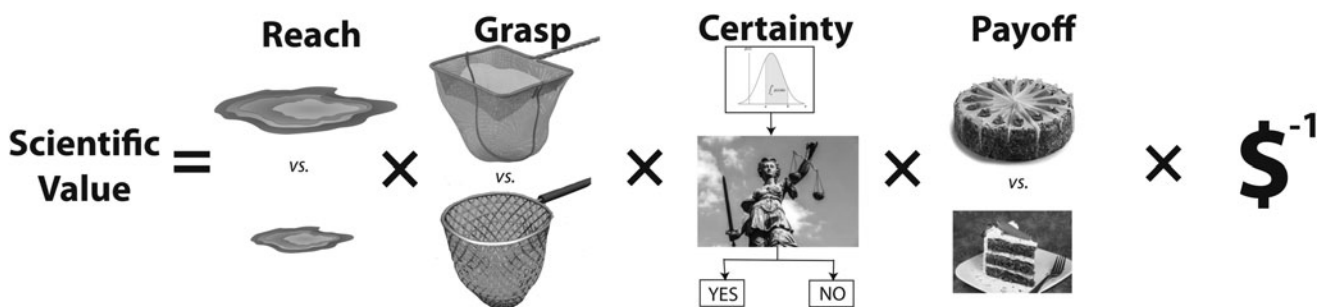 Reach
Grasp
Certainty
Payoff
Scientific
Value
=
vs.
×
vs.
×
YES
NO
×
vs.
×
$-1